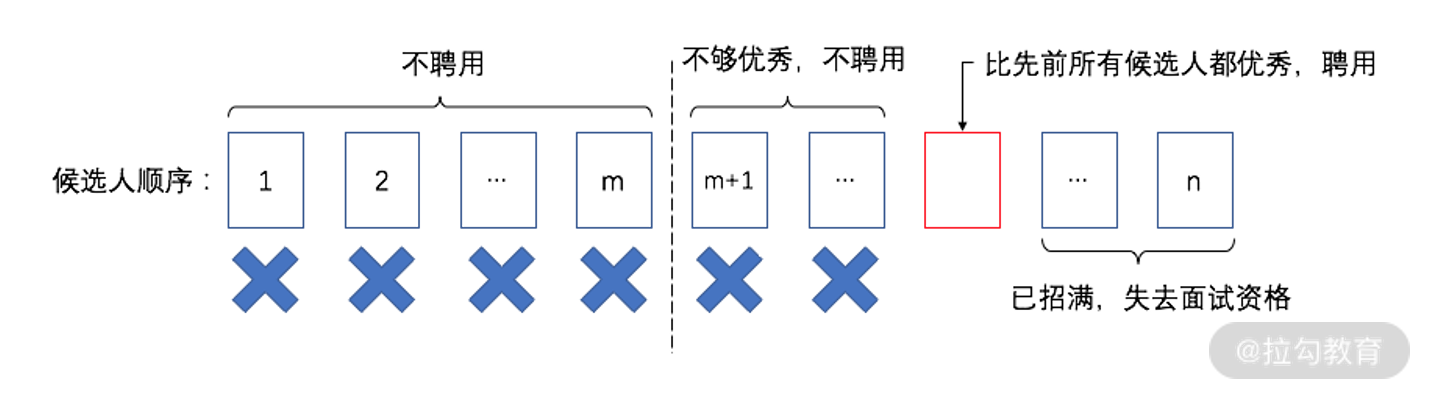 不聘用
不够优秀，不聘用
比先前所有候选人都优秀，聘用
候选人顺序：
1
2
...
m
m+1
...
...
n
已招满，失去面试资格
@拉勾教育